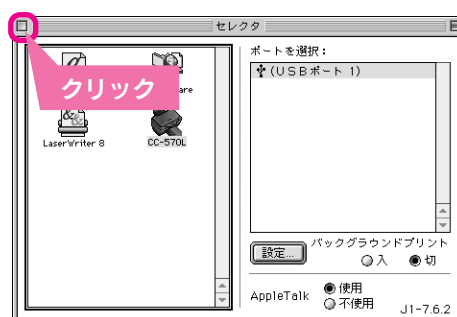 セレクタ
クリック
are
LaserWriter 8
CC-570L
ポートを選択：
(USBポート 1)
設定...
バックグラウンドプリント
入
切
AppleTalk
使用
不使用
J1-7.6.2